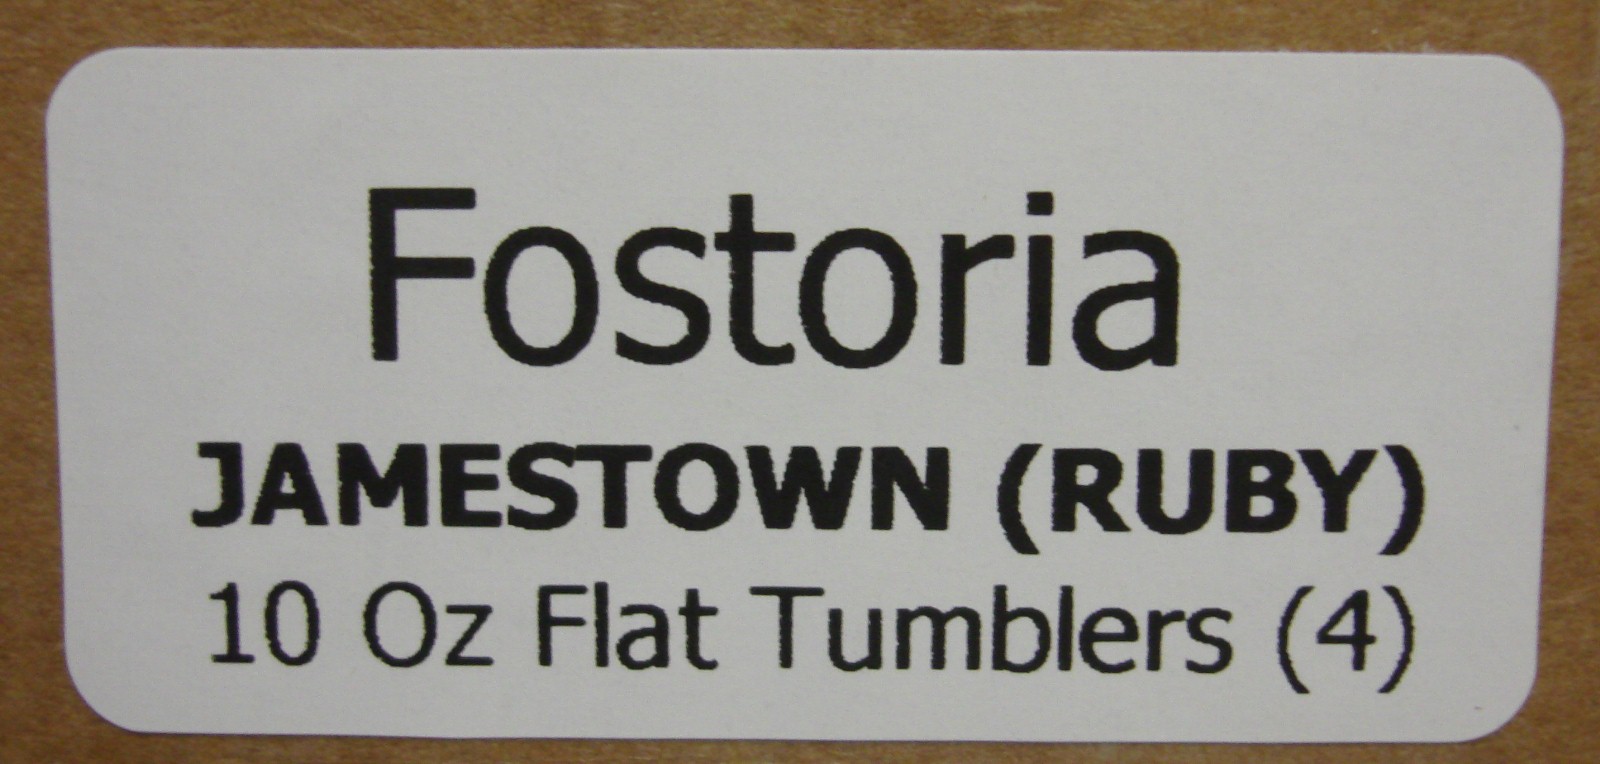 Fostoria
JAMESTOWN (RUBY)
10 Oz Flat Tumblers (4)